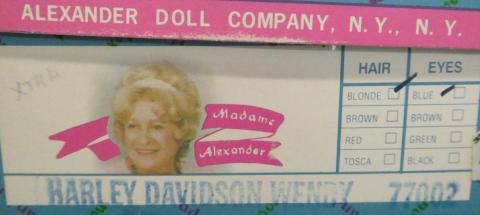 ALEXANDER DOLL COMPANY, N. Y., N. Y.
XTRA
Madame
Alexander
HAIR EYES
BLONDE BLUE
BROWN BROWN
RED GREEN
TOSCA BLACK
HARLEY DAVIDSON WENDY 77002